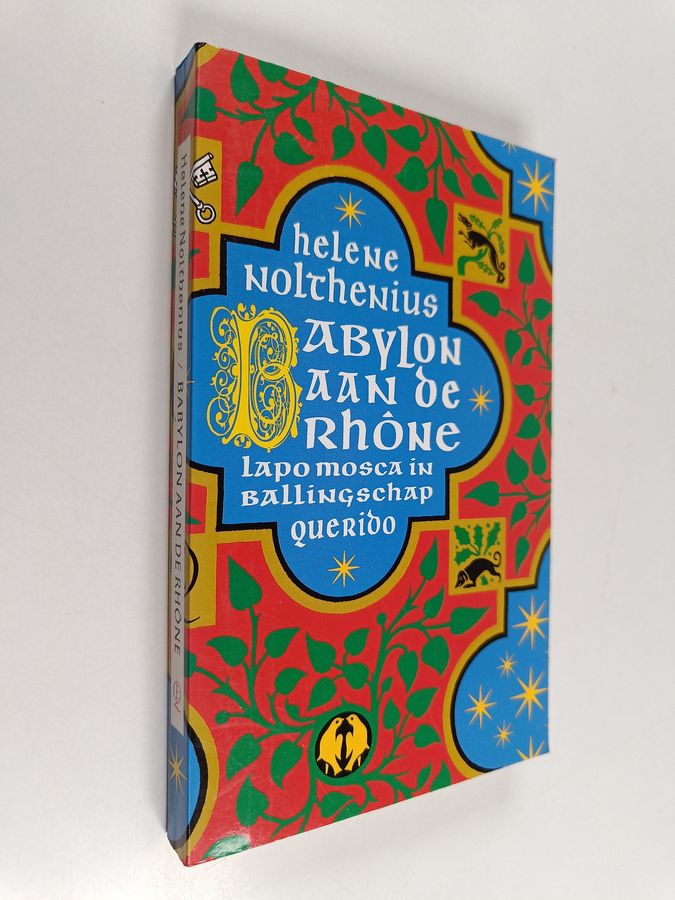 helene
Nolthenius
BABYLON
AAN de
Rhône
Lapo mosca in
Ballingschap
Querido
Helene Nolthenius / BABYLON AAN DE RHÔNE